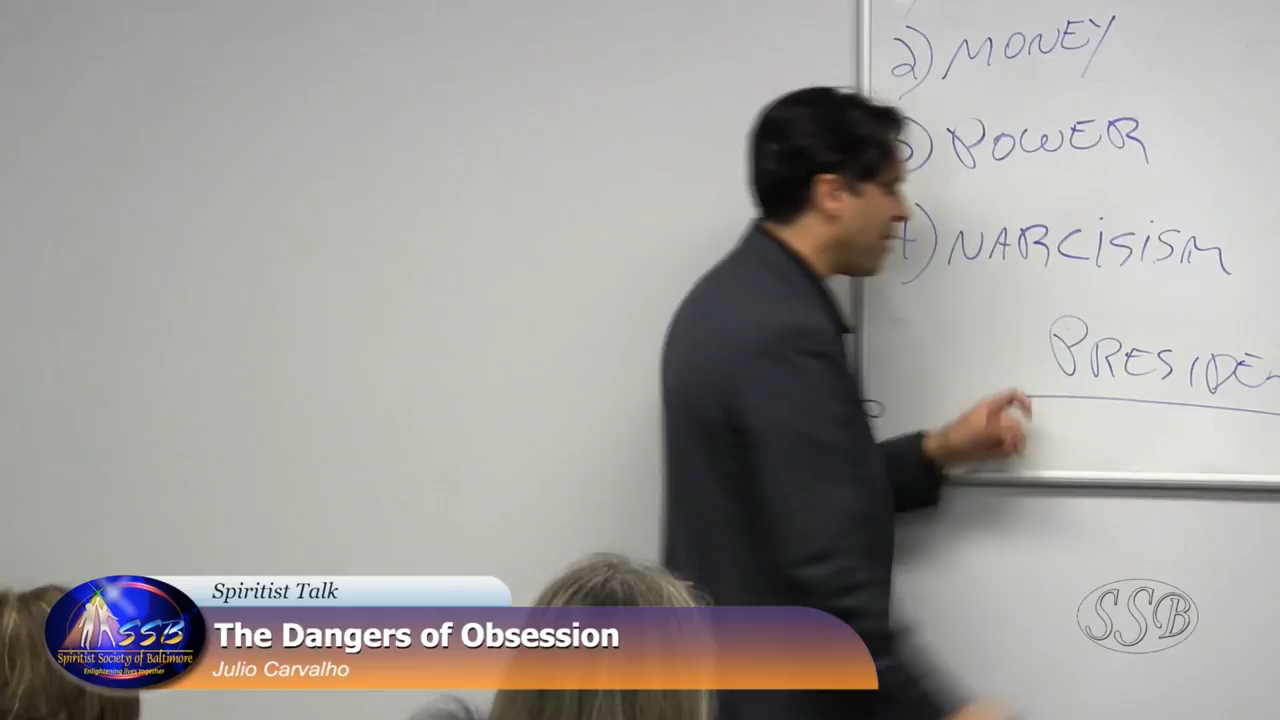 2) MONEY
) POWER
4) NARCISISM
PRESIDE
SSB
Spiritist Talk
The Dangers of Obsession
Julio Carvalho
SSB
Spiritist Society of Baltimore
Enlightening lives together